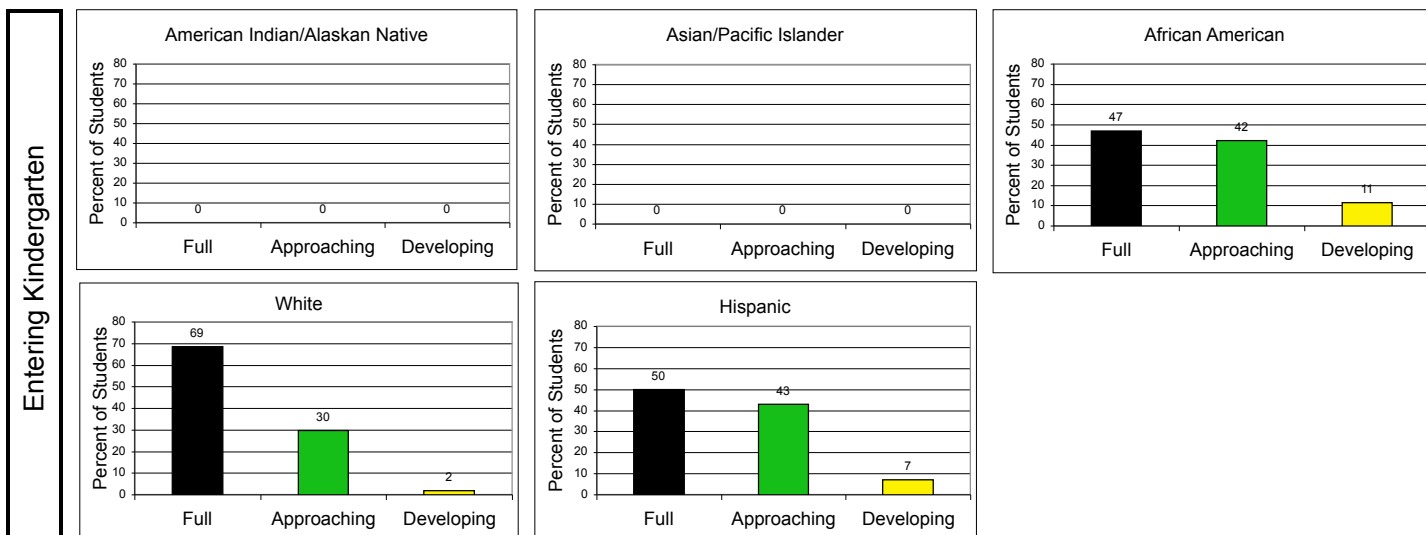 Entering Kindergarten
American Indian/Alaskan Native
Percent of Students
80
70
60
50
40
30
20
10
0
0
0
0
Full
Approaching
Developing
Asian/Pacific Islander
Percent of Students
80
70
60
50
40
30
20
10
0
0
0
0
Full
Approaching
Developing
African American
Percent of Students
80
70
60
50
40
30
20
10
0
47
42
11
Full
Approaching
Developing
White
Percent of Students
80
70
60
50
40
30
20
10
0
69
30
2
Full
Approaching
Developing
Hispanic
Percent of Students
80
70
60
50
40
30
20
10
0
50
43
7
Full
Approaching
Developing